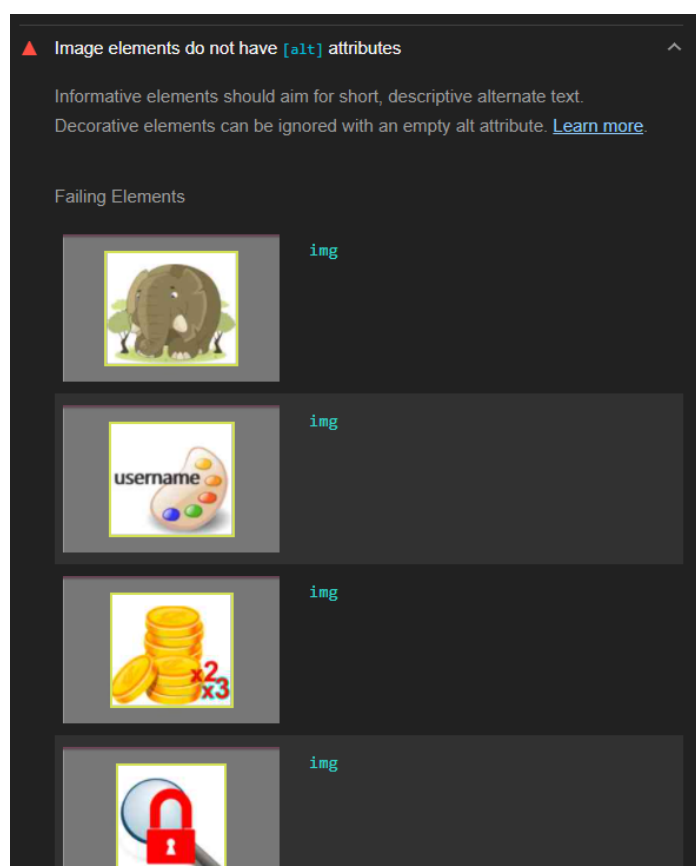 Image elements do not have [alt] attributes
Informative elements should aim for short, descriptive alternate text.
Decorative elements can be ignored with an empty alt attribute. Learn more.
Failing Elements
img
username
img
x2
x3
img
img